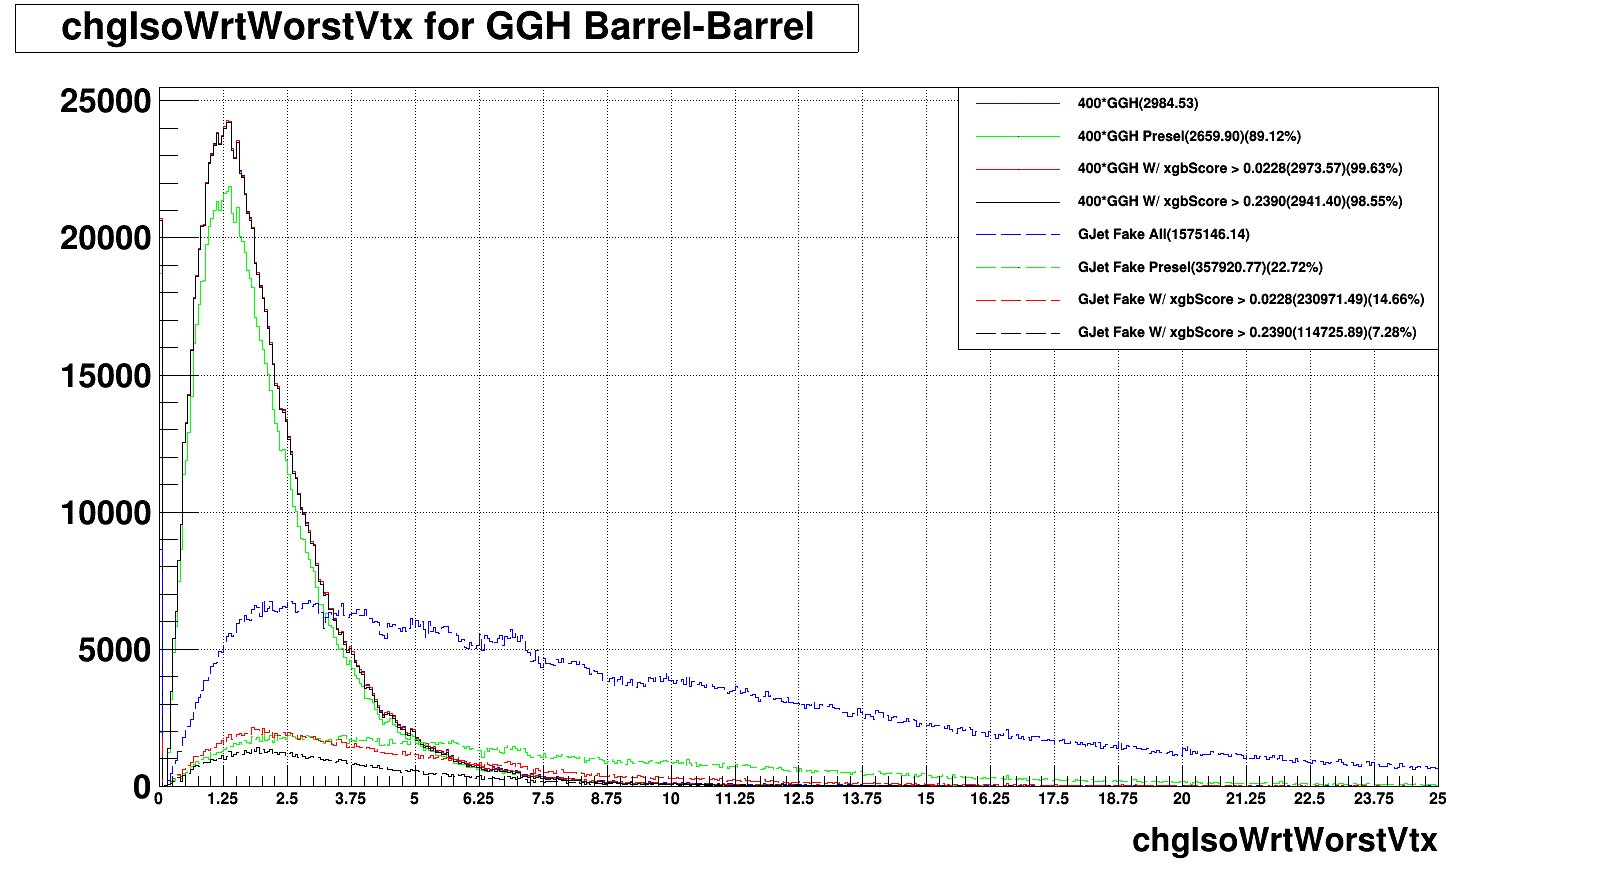 chgIsoWrtWorstVtx for GGH Barrel-Barrel
25000
20000
15000
10000
5000
0
400*GGH(2984.53)
400*GGH Presel(2659.90)(89.12%)
400*GGH W/ xgbScore > 0.0228(2973.57)(99.63%)
400*GGH W/ xgbScore > 0.2390(2941.40)(98.55%)
GJet Fake All(1575146.14)
GJet Fake Presel(357920.77)(22.72%)
GJet Fake W/ xgbScore > 0.0228(230971.49)(14.66%)
GJet Fake W/ xgbScore > 0.2390(114725.89)(7.28%)
0 1.25 2.5 3.75 5 6.25 7.5 8.75 10 11.25 12.5 13.75 15 16.25 17.5 18.75 20 21.25 22.5 23.75 25
chgIsoWrtWorstVtx